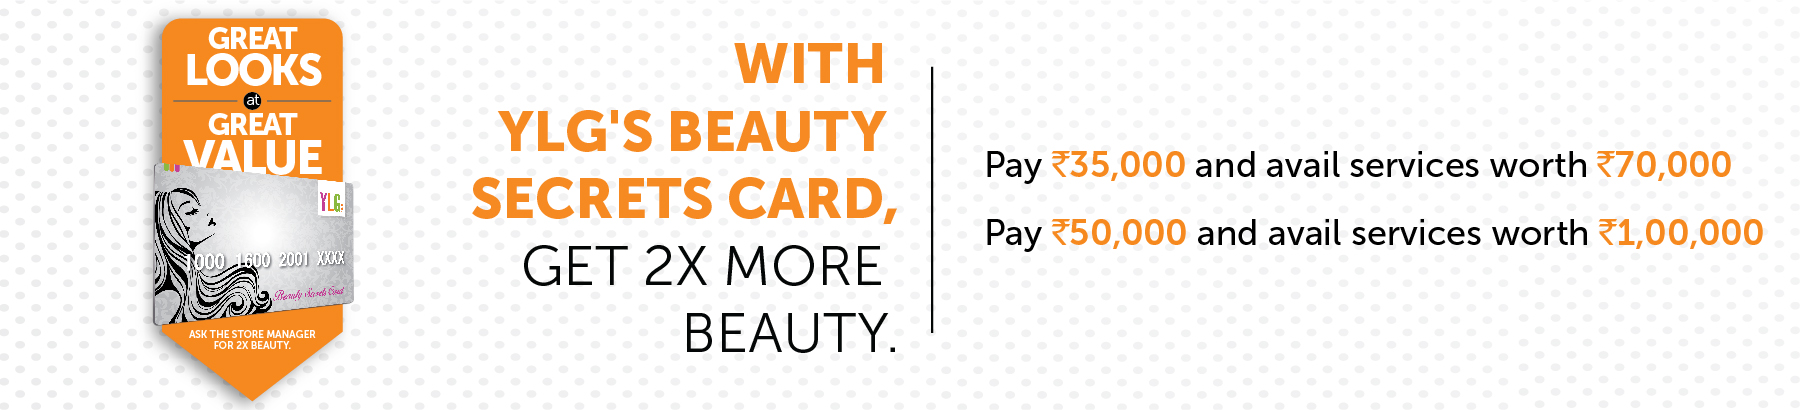 GREAT
LOOKS
at
GREAT
VALUE
YLG:
1000 1600 2001 XXXX
Beauty Secrets Card
ASK THE STORE MANAGER
FOR 2X BEAUTY.
WITH
YLG'S BEAUTY
SECRETS CARD,
GET 2X MORE
BEAUTY.
Pay ₹35,000 and avail services worth ₹70,000
Pay ₹50,000 and avail services worth ₹1,00,000